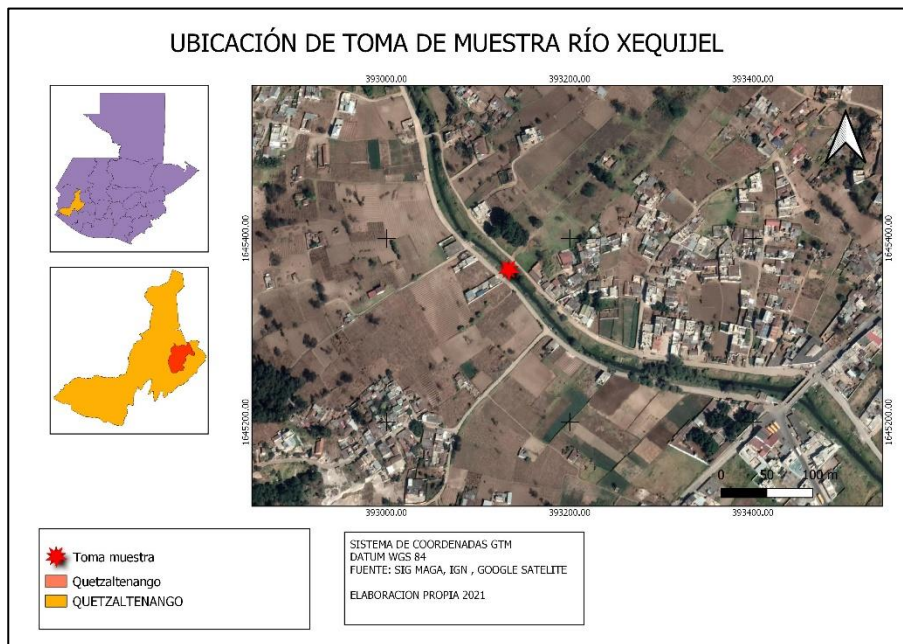 UBICACIÓN DE TOMA DE MUESTRA RÍO XEQUIJEL
393000.00 393200.00 393400.00
1645400.00 1645400.00
1645200.00 1645200.00
0 50 100 m
393000.00 393200.00 393400.00
Toma muestra
Quetzaltenango
QUETZALTENANGO
SISTEMA DE COORDENADAS GTM
DATUM WGS 84
FUENTE: SIG MAGA, IGN , GOOGLE SATELITE
ELABORACION PROPIA 2021